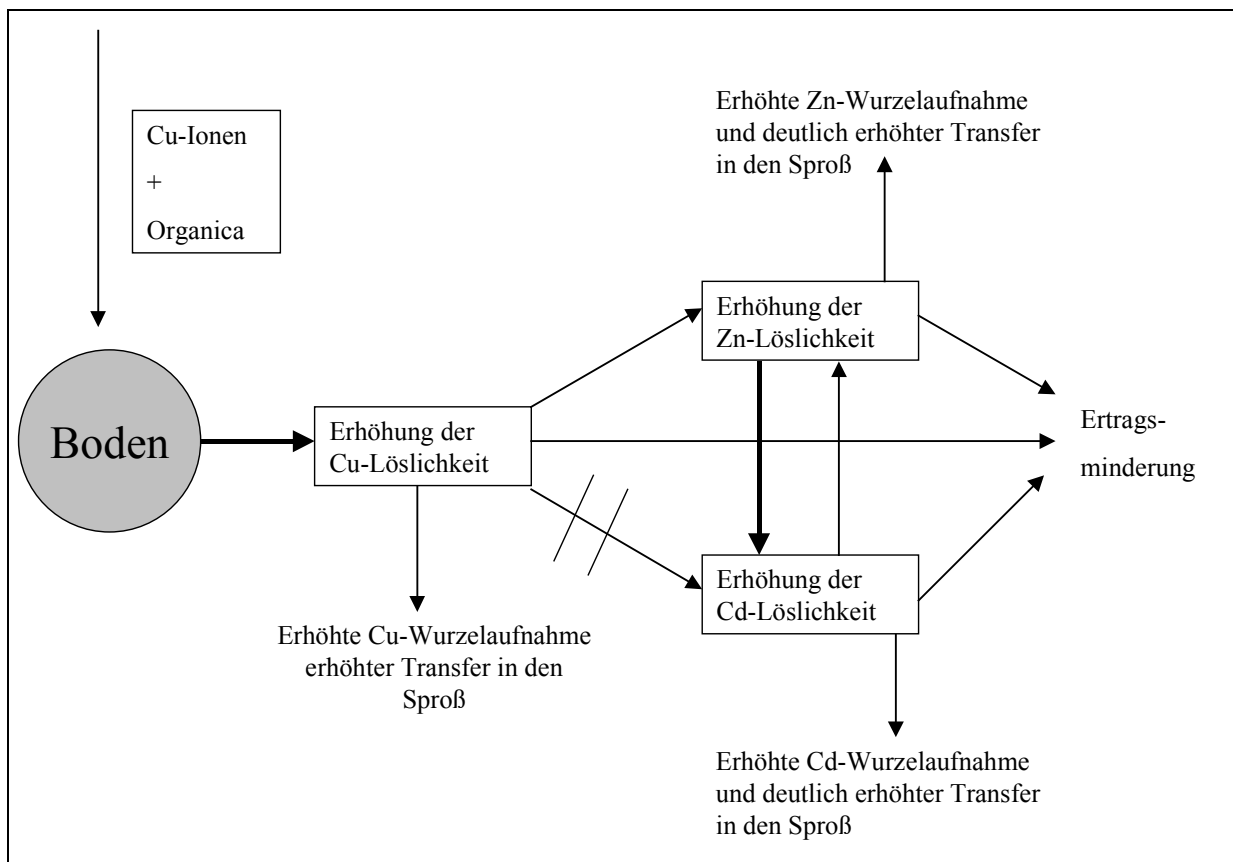 Cu-Ionen
+
Organica
Boden
Erhöhung der
Cu-Löslichkeit
Erhöhte Cu-Wurzelaufnahme
erhöhter Transfer in den
Sproß
Erhöhte Zn-Wurzelaufnahme
und deutlich erhöhter Transfer
in den Sproß
Erhöhung der
Zn-Löslichkeit
Erhöhung der
Cd-Löslichkeit
Erhöhte Cd-Wurzelaufnahme
und deutlich erhöhter Transfer
in den Sproß
Ertrags-
minderung